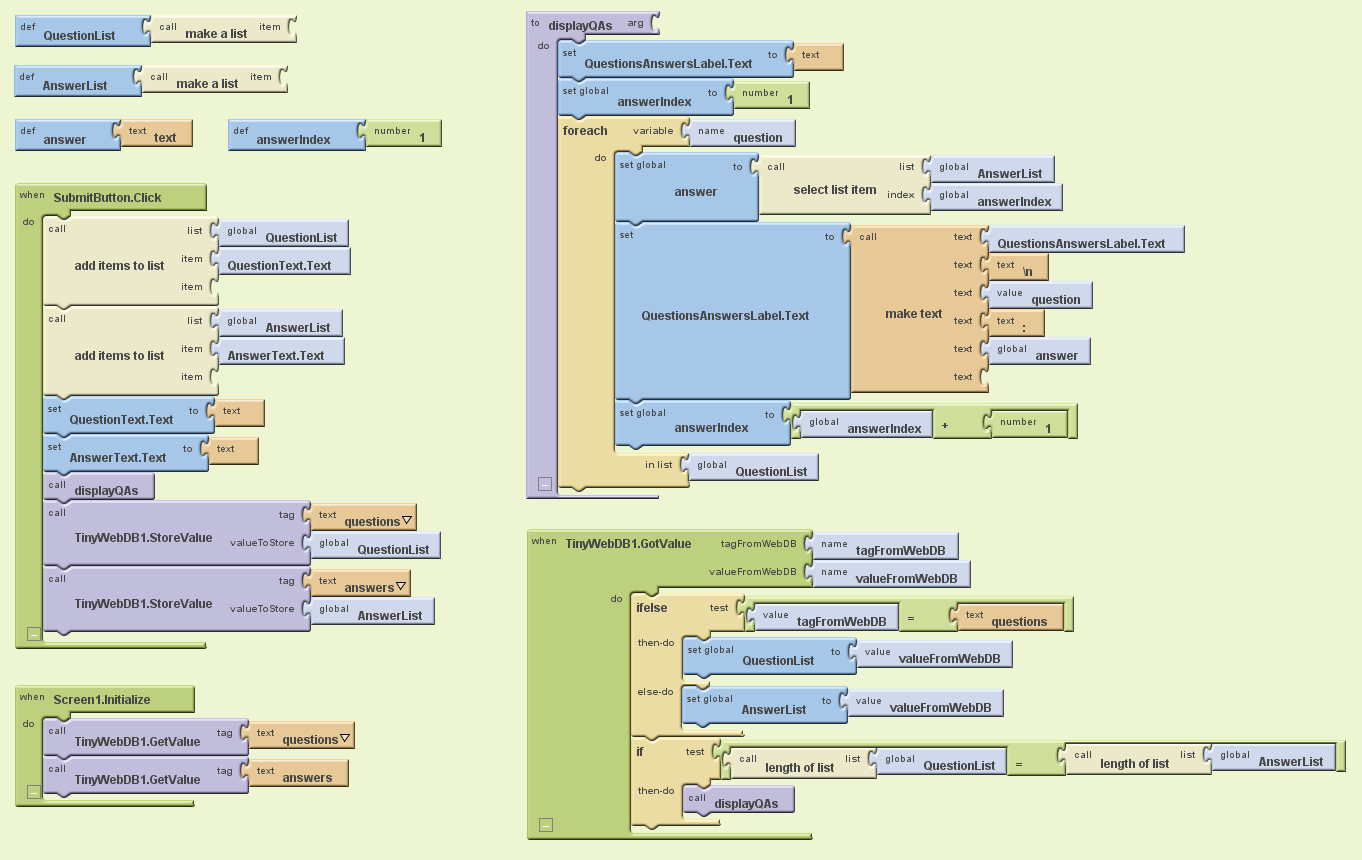 def QuestionList call make a list item
def AnswerList call make a list item
def answer text text
def answerIndex number 1
when SubmitButton.Click
do
call add items to list list global QuestionList
item QuestionText.Text
item
call add items to list list global AnswerList
item AnswerText.Text
item
set QuestionText.Text to text
set AnswerText.Text to text
call displayQAs
call TinyWebDB1.StoreValue tag text questions
valueToStore global QuestionList
call TinyWebDB1.StoreValue tag text answers
valueToStore global AnswerList
when Screen1.Initialize
do
call TinyWebDB1.GetValue tag text questions
call TinyWebDB1.GetValue tag text answers
to displayQAs arg
do
set QuestionsAnswersLabel.Text to text
set global answerIndex to number 1
foreach variable name question
do
set global answer to call select list item list global AnswerList
index global answerIndex
set QuestionsAnswersLabel.Text to call make text text QuestionsAnswersLabel.Text
text text \n
text value question
text text :
text global answer
text
set global answerIndex to global answerIndex + number 1
in list global QuestionList
when TinyWebDB1.GotValue tagFromWebDB name tagFromWebDB
valueFromWebDB name valueFromWebDB
do
ifelse test value tagFromWebDB = text questions
then-do set global QuestionList to value valueFromWebDB
else-do set global AnswerList to value valueFromWebDB
if test call length of list list global QuestionList = call length of list list global AnswerList
then-do call displayQAs